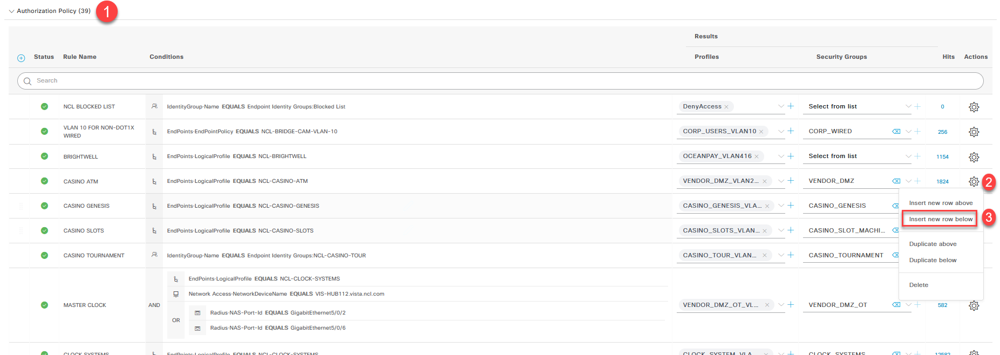 Authorization Policy (39)
1
Results
Status Rule Name Conditions Profiles Security Groups Hits Actions
Search
NCL BLOCKED LIST IdentityGroup·Name EQUALS Endpoint Identity Groups:Blocked List DenyAccess Select from list 0
VLAN 10 FOR NON-DOT1X
WIRED
EndPoints·EndPointPolicy EQUALS NCL-BRIDGE-CAM-VLAN-10 CORP_USERS_VLAN10 CORP_WIRED 256
BRIGHTWELL EndPoints·LogicalProfile EQUALS NCL-BRIGHTWELL OCEANPAY_VLAN416 Select from list 1154
CASINO ATM EndPoints·LogicalProfile EQUALS NCL-CASINO-ATM VENDOR_DMZ_VLAN2... VENDOR_DMZ 1824
2
CASINO GENESIS EndPoints·LogicalProfile EQUALS NCL-CASINO-GENESIS CASINO_GENESIS_VLA... CASINO_GENESIS
Insert new row above
Insert new row below
3
CASINO SLOTS EndPoints·LogicalProfile EQUALS NCL-CASINO-SLOTS CASINO_SLOTS_VLAN... CASINO_SLOT_MACHI...
Duplicate above
CASINO TOURNAMENT IdentityGroup·Name EQUALS Endpoint Identity Groups:NCL-CASINO-TOUR CASINO_TOUR_VLAN... CASINO_TOURNAMENT
Duplicate below
Delete
EndPoints·LogicalProfile EQUALS NCL-CLOCK-SYSTEMS
Network Access·NetworkDeviceName EQUALS VIS-HUB112.vista.ncl.com
MASTER CLOCK AND VENDOR_DMZ_OT_VL... VENDOR_DMZ_OT 582
Radius·NAS-Port-Id EQUALS GigabitEthernet5/0/2
OR
Radius·NAS-Port-Id EQUALS GigabitEthernet5/0/6
CLOCK SYSTEMS EndPoints·LogicalProfile EQUALS NCL-CLOCK-SYSTEMS CLOCK_SYSTEM_VLA... CLOCK_SYSTEMS 12582